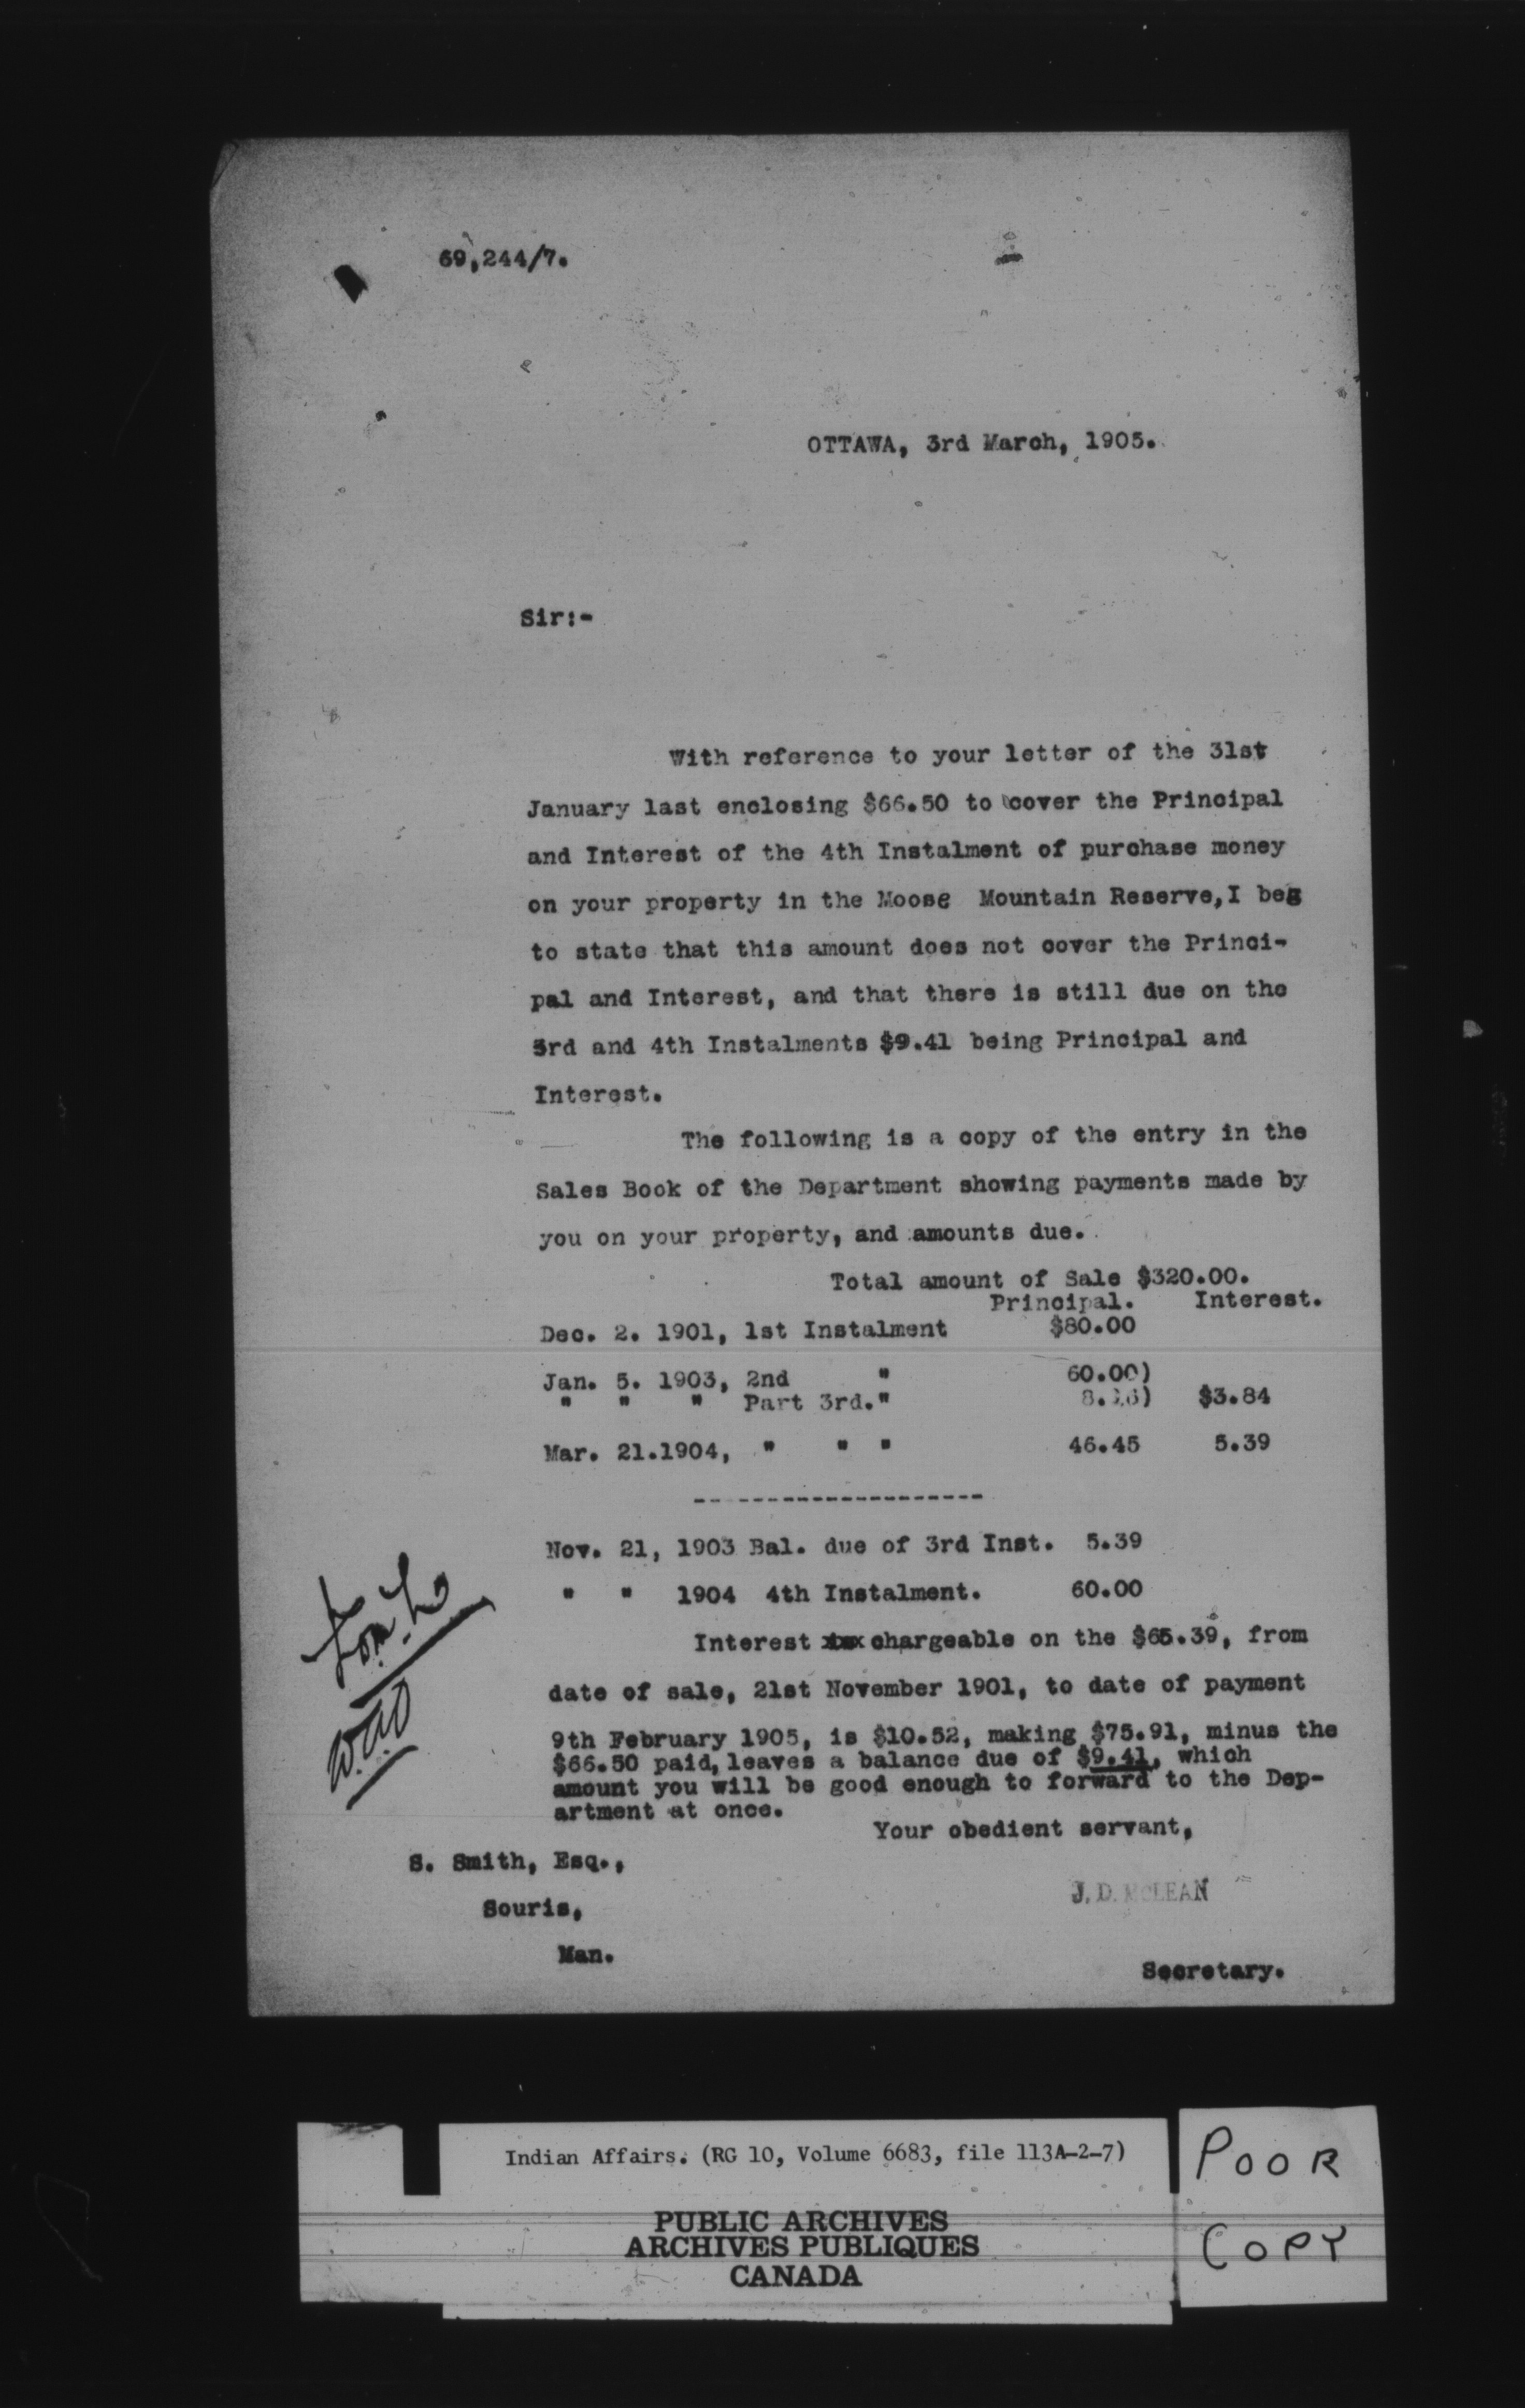 69,244/7.
OTTAWA, 3rd March, 1905.
Sir:-
With reference to your letter of the 31st
January last enclosing $66.50 to cover the Principal
and Interest of the 4th Instalment of purchase money
on your property in the Moose Mountain Reserve, I beg
to state that this amount does not cover the Princi-
pal and Interest, and that there is still due on the
3rd and 4th Instalments $9.41 being Principal and
Interest.
The following is a copy of the entry in the
Sales Book of the Department showing payments made by
you on your property, and amounts due.
Total amount of Sale $320.00.
Principal. Interest.
Dec. 2. 1901, 1st Instalment $80.00
Jan. 5. 1903, 2nd " 60.00)
" " " Part 3rd." 8.16) $3.84
Mar. 21.1904, " " " 46.45 5.39
--------------------
Nov. 21, 1903 Bal. due of 3rd Inst. 5.39
" " 1904 4th Instalment. 60.00
Interest chargeable on the $65.39, from
date of sale, 21st November 1901, to date of payment
9th February 1905, is $10.52, making $75.91, minus the
$66.50 paid, leaves a balance due of $9.41, which
amount you will be good enough to forward to the Dep-
artment at once.
Your obedient servant,
S. Smith, Esq.,
J. D. McLEAN
Souris,
Man.
Secretary.
Indian Affairs. (RG 10, Volume 6683, file 113A-2-7)
PUBLIC ARCHIVES
ARCHIVES PUBLIQUES
CANADA
POOR
COPY